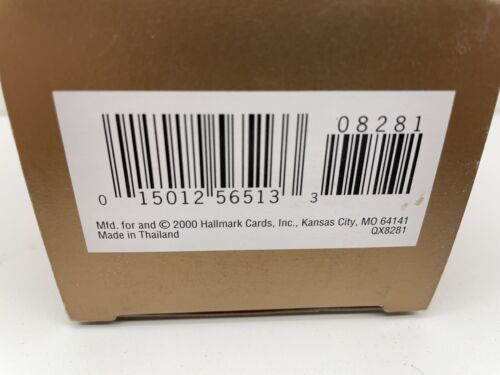 08281
0 15012 56513 3
Mfd. for and © 2000 Hallmark Cards, Inc., Kansas City, MO 64141
Made in Thailand QX8281